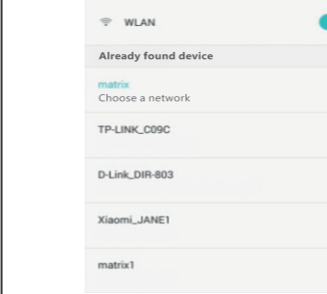 WLAN
Already found device
matrix
Choose a network
TP-LINK_C09C
D-Link_DIR-803
Xiaomi_JANE1
matrix1